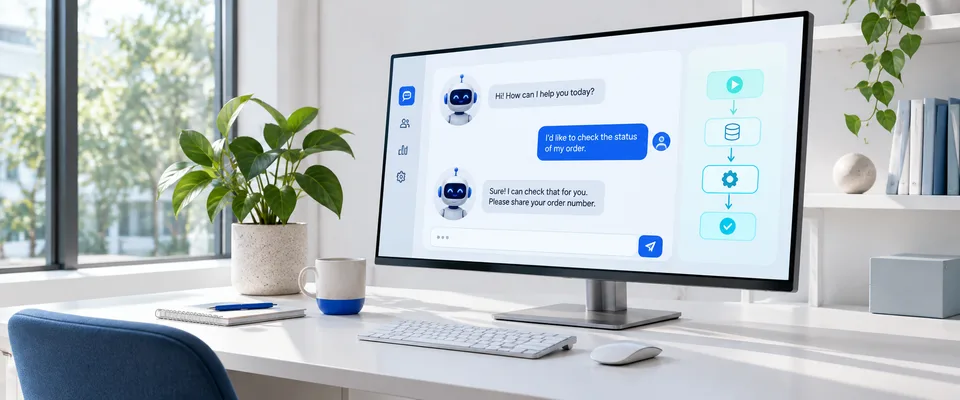 Hi! How can I help you today?
I'd like to check the status
of my order.
Sure! I can check that for you.
Please share your order number.